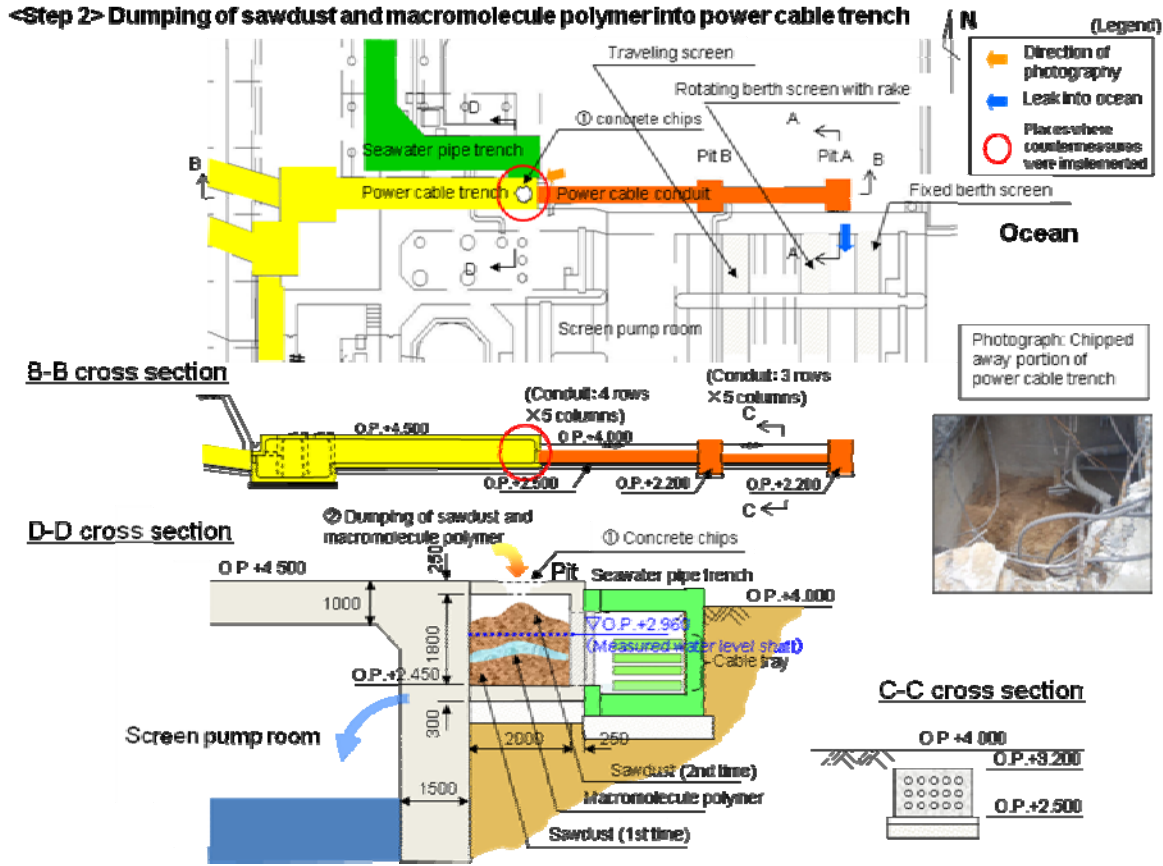 <Step 2> Dumping of sawdust and macromolecule polymer into power cable trench
N
(Legend)
Direction of
photography
Leak into ocean
Places where
countermeasures
were implemented
Traveling screen
Rotating berth screen with rake
① concrete chips
D
A
Seawater pipe trench
Pit B
Pit A
B
B
Power cable trench
Power cable conduit
Fixed berth screen
Ocean
D
A
Screen pump room
Photograph: Chipped
away portion of
power cable trench
B-B cross section
(Conduit: 4 rows
×5 columns)
(Conduit: 3 rows
×5 columns)
C
O.P.+4.500
O.P.+4.000
O.P.+2.500
O.P.+2.200
O.P.+2.200
C
② Dumping of sawdust and
macromolecule polymer
D-D cross section
① Concrete chips
250
Pit
Seawater pipe trench
O.P +4.500
O.P.+4.000
1000
1800
▽O.P.+2.960
(Measured water level shaft)
Cable tray
O.P.+2.450
300
C-C cross section
Screen pump room
2000
250
O.P +4.000
O.P.+3.200
Sawdust (2nd time)
1500
Macromolecule polymer
O.P.+2.500
Sawdust (1st time)